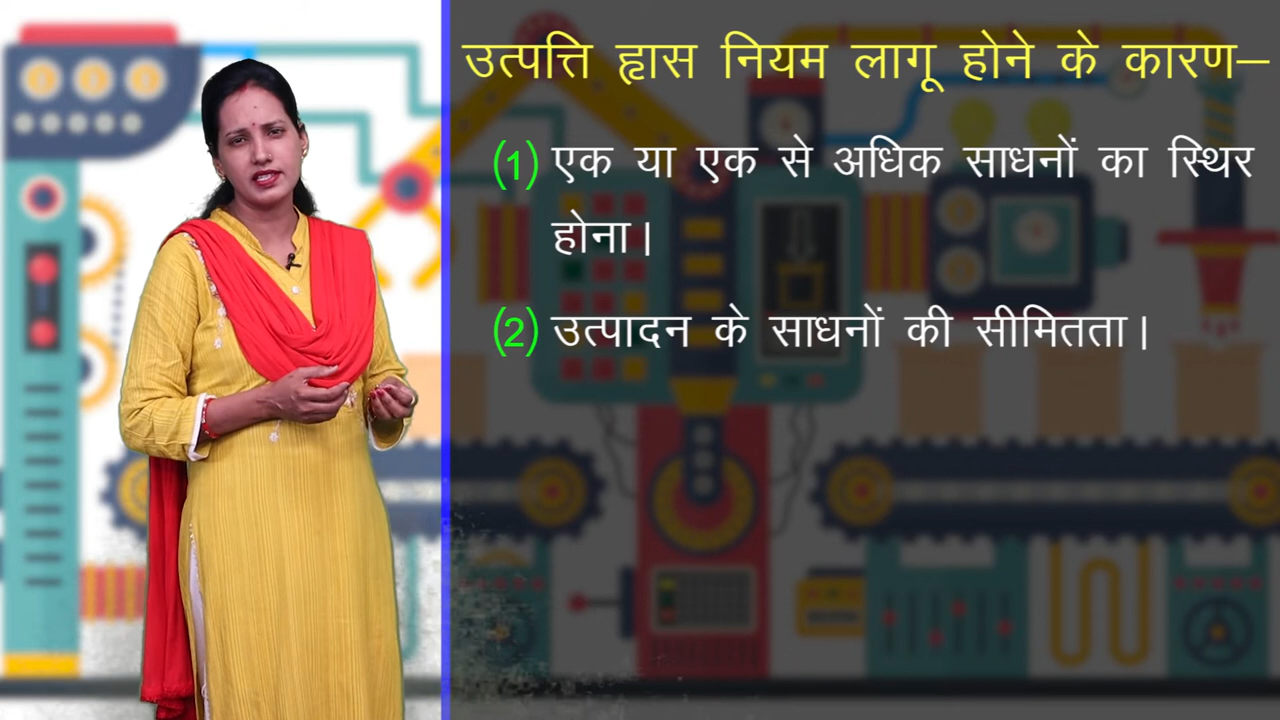 उत्पत्ति ह्रास नियम लागू होने के कारण–
(1) एक या एक से अधिक साधनों का स्थिर
होना।
(2) उत्पादन के साधनों की सीमितता।